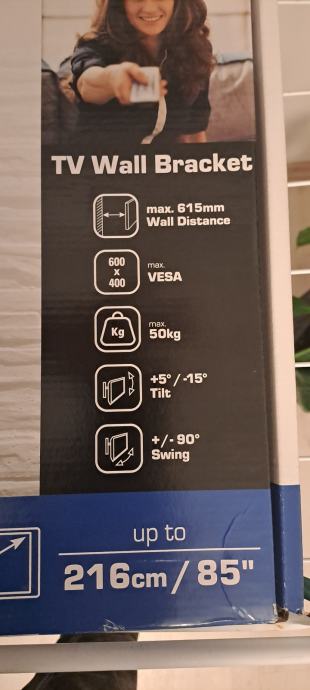 TV Wall Bracket
max. 615mm
Wall Distance
600
x
400
max.
VESA
Kg
max.
50kg
+5° / -15°
Tilt
+/- 90°
Swing
up to
216cm / 85"